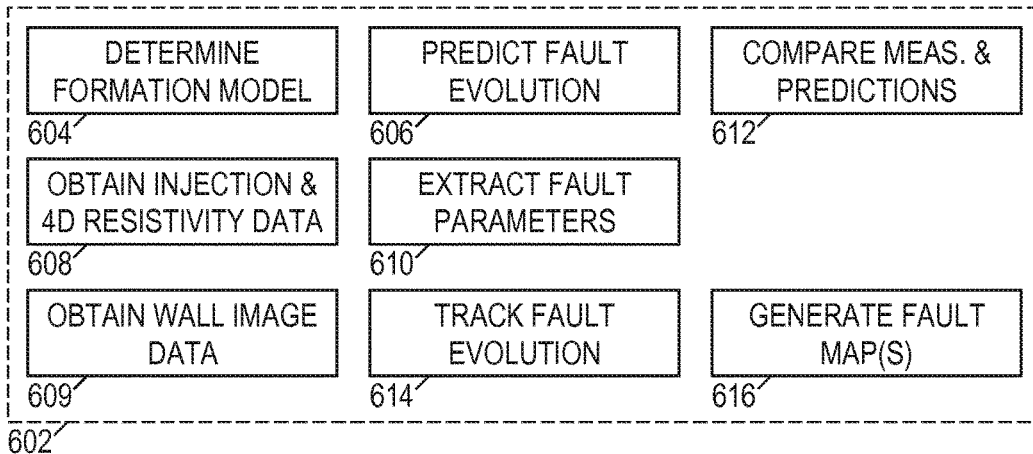 DETERMINE
FORMATION MODEL
604
PREDICT FAULT
EVOLUTION
606
COMPARE MEAS. &
PREDICTIONS
612
OBTAIN INJECTION &
4D RESISTIVITY DATA
608
EXTRACT FAULT
PARAMETERS
610
OBTAIN WALL IMAGE
DATA
609
TRACK FAULT
EVOLUTION
614
GENERATE FAULT
MAP(S)
616
602